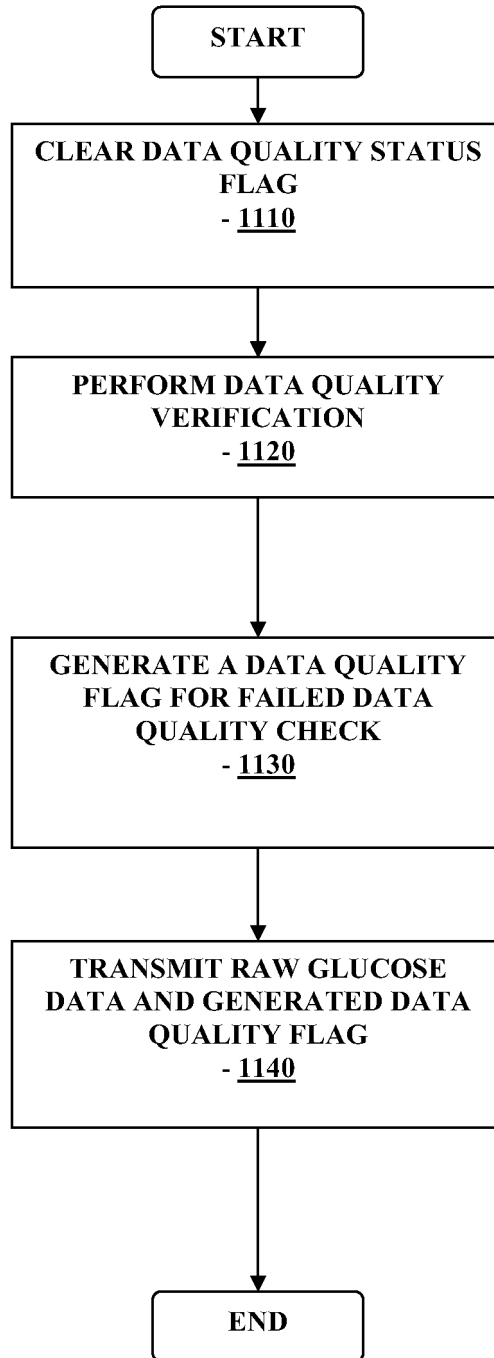 START
CLEAR DATA QUALITY STATUS
FLAG
- 1110
PERFORM DATA QUALITY
VERIFICATION
- 1120
GENERATE A DATA QUALITY
FLAG FOR FAILED DATA
QUALITY CHECK
- 1130
TRANSMIT RAW GLUCOSE
DATA AND GENERATED DATA
QUALITY FLAG
- 1140
END